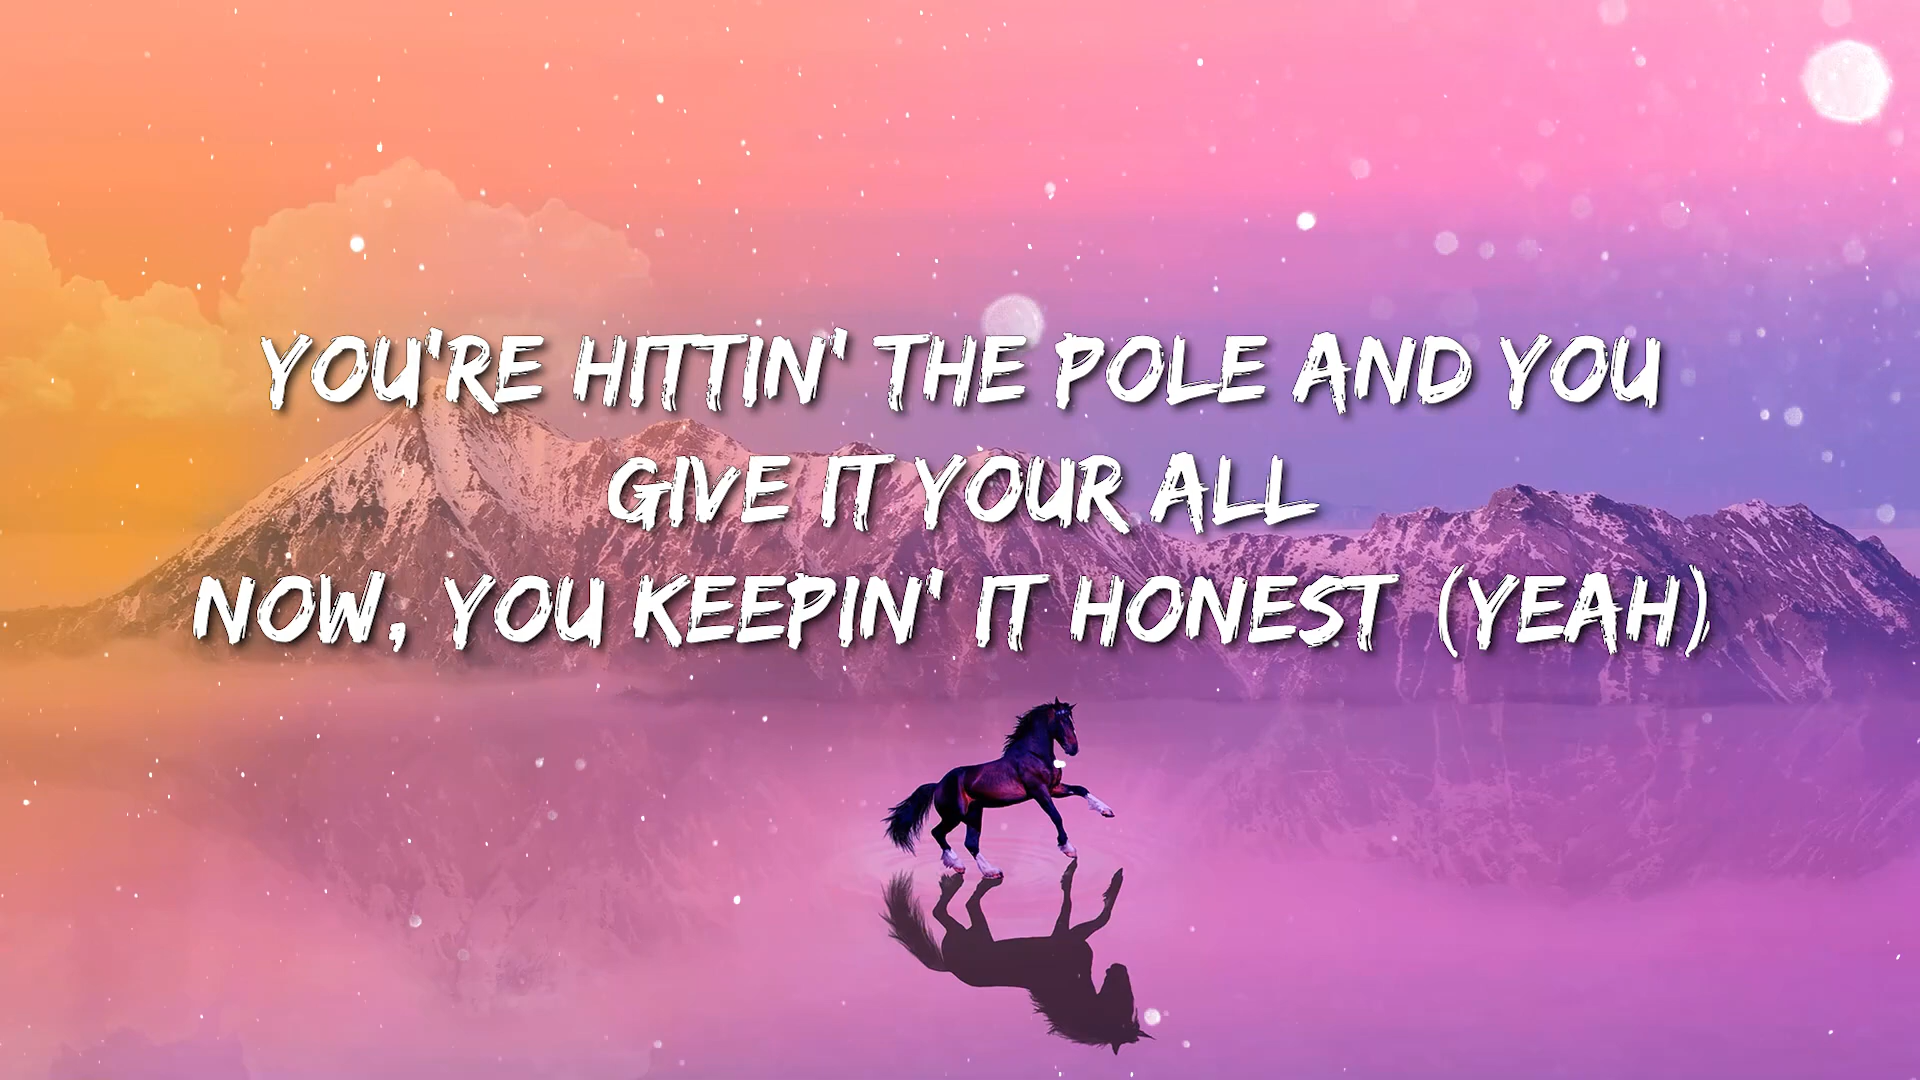 YOU'RE HITTIN' THE POLE AND YOU
GIVE IT YOUR ALL
NOW, YOU KEEPIN' IT HONEST (YEAH)